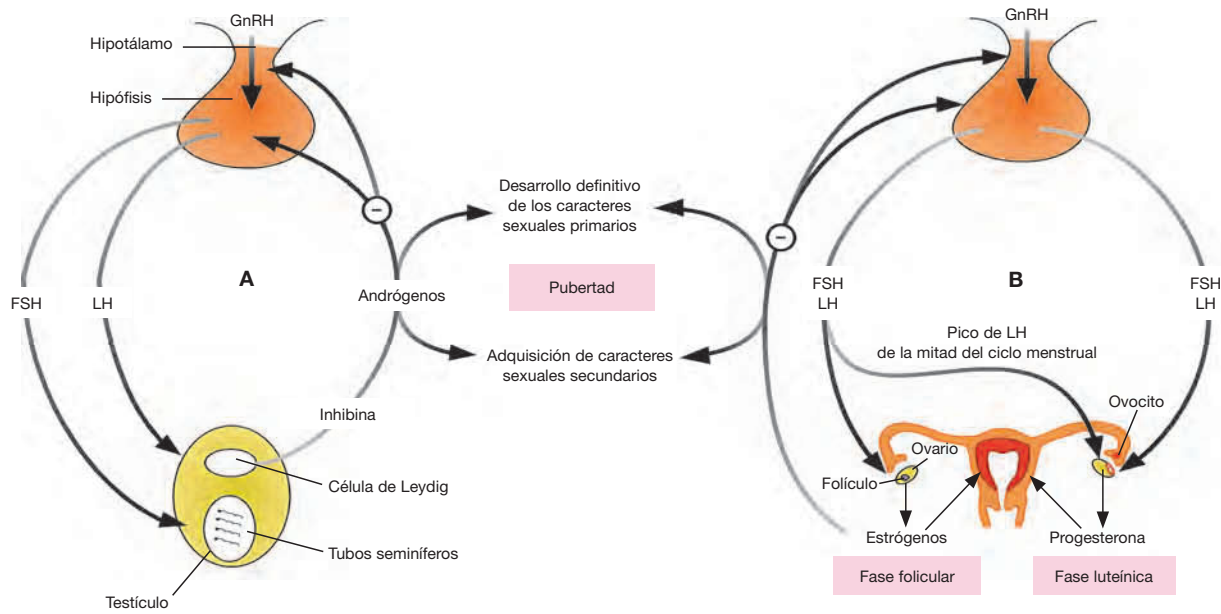 GnRH
Hipotálamo
Hipófisis
A
FSH
LH
Andrógenos
Inhibina
Célula de Leydig
Tubos seminíferos
Testículo
Desarrollo definitivo
de los caracteres
sexuales primarios
Pubertad
Adquisición de caracteres
sexuales secundarios
GnRH
B
FSH
LH
FSH
LH
Pico de LH
de la mitad del ciclo menstrual
Ovocito
Ovario
Folículo
Estrógenos
Progesterona
Fase folicular
Fase luteínica
−
−